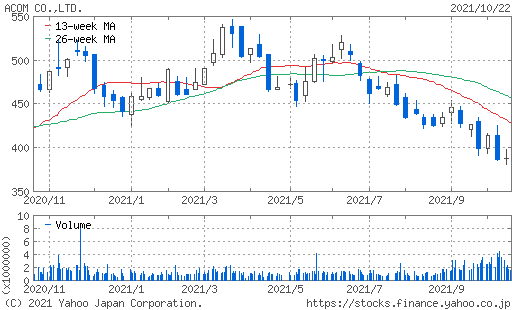 ACOM CO.,LTD. 2021/10/22
550
13-week MA
26-week MA
500
450
400
350
2020/11 2021/1 2021/3 2021/5 2021/7 2021/9
10
Volume
8
6
4
2
0
(x1000000)
2020/11 2021/1 2021/3 2021/5 2021/7 2021/9
(C) 2021 Yahoo Japan Corporation. https://stocks.finance.yahoo.co.jp